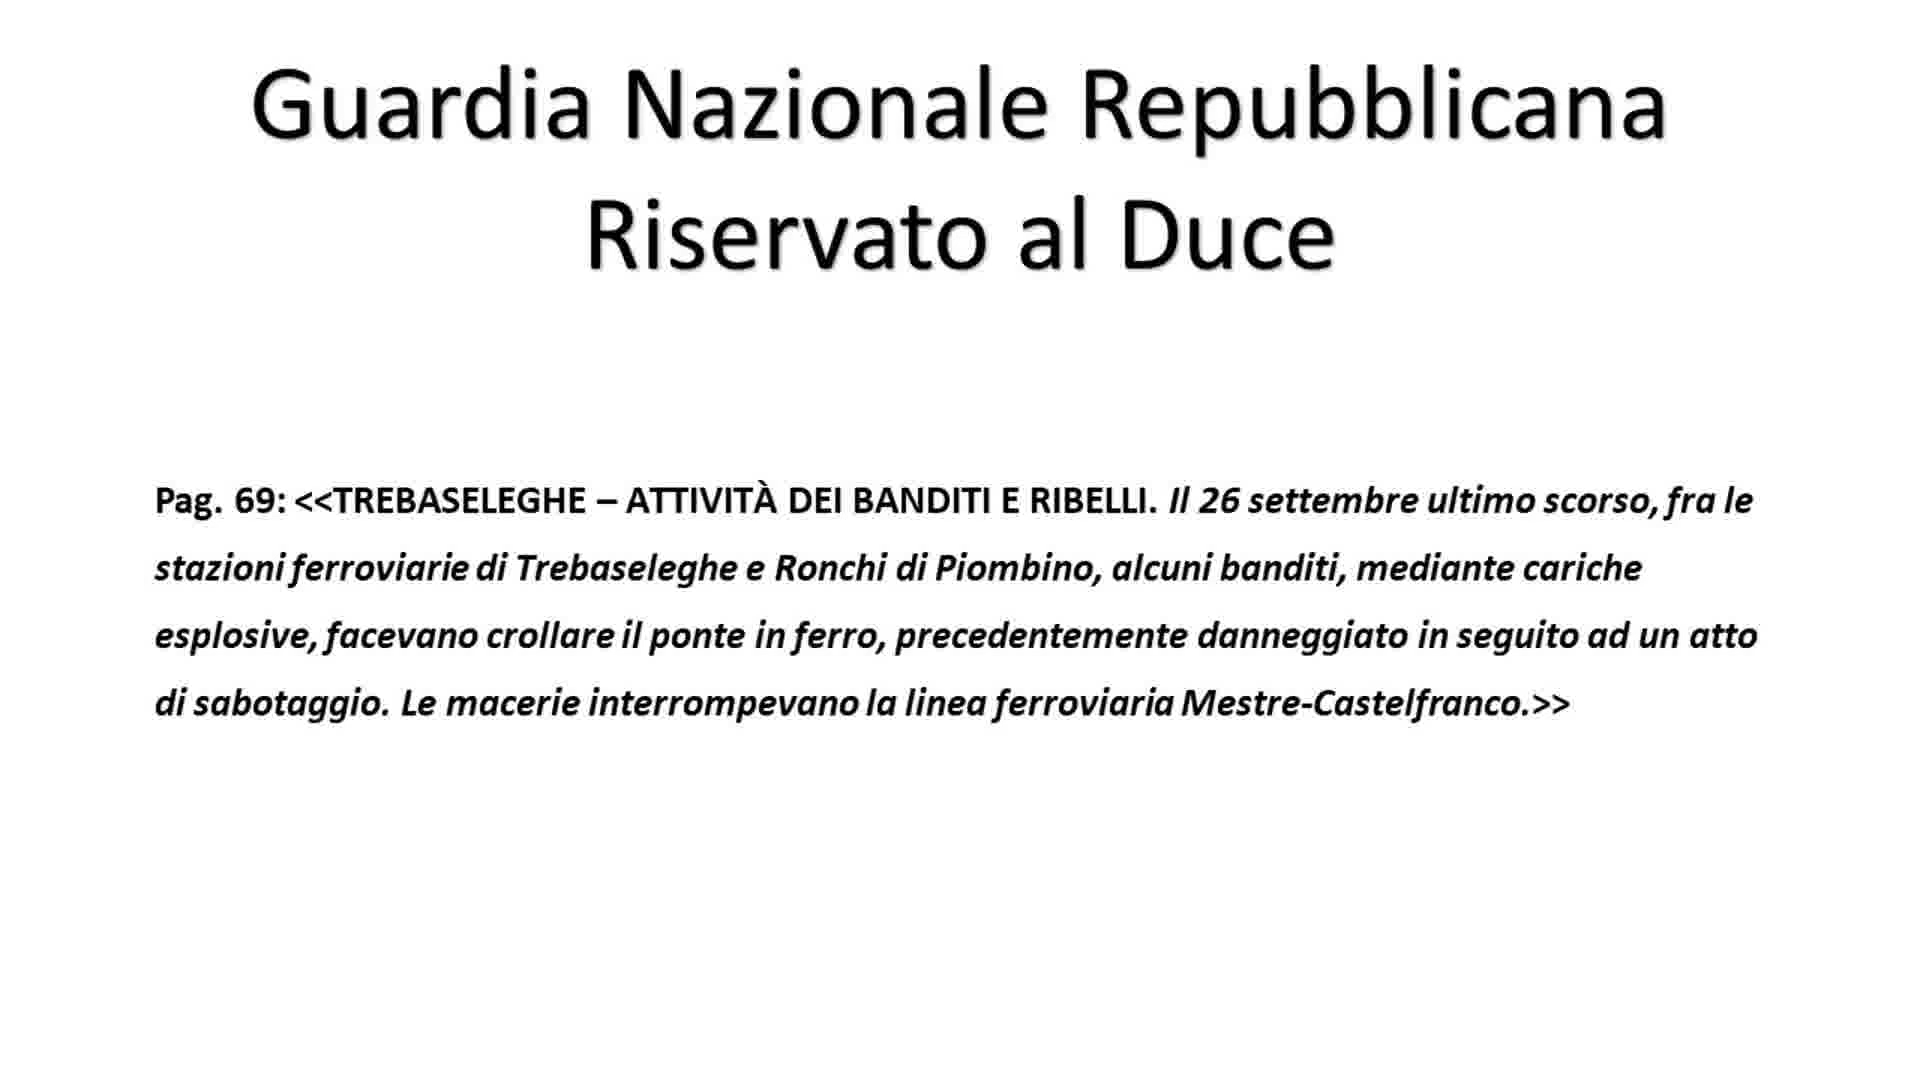 Guardia Nazionale Repubblicana
Riservato al Duce
Pag. 69: <<TREBASELEGHE – ATTIVITÀ DEI BANDITI E RIBELLI. Il 26 settembre ultimo scorso, fra le
stazioni ferroviarie di Trebaseleghe e Ronchi di Piombino, alcuni banditi, mediante cariche
esplosive, facevano crollare il ponte in ferro, precedentemente danneggiato in seguito ad un atto
di sabotaggio. Le macerie interrompevano la linea ferroviaria Mestre-Castelfranco.>>